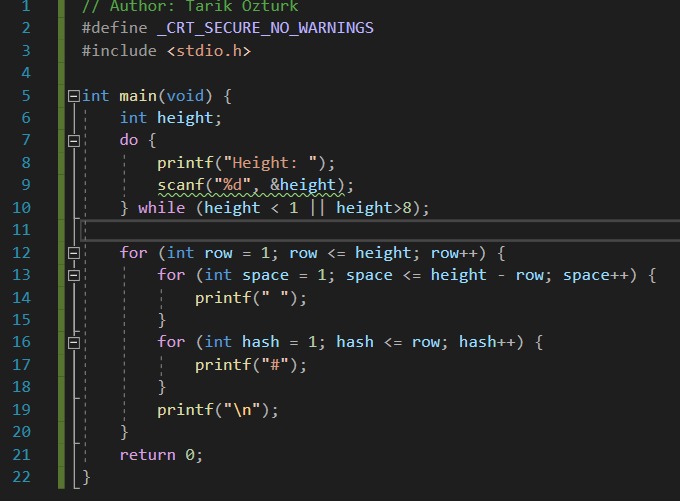 1 // Author: Tarik Ozturk
2 #define _CRT_SECURE_NO_WARNINGS
3 #include <stdio.h>
4
5 int main(void) {
6 int height;
7 do {
8 printf("Height: ");
9 scanf("%d", &height);
10 } while (height < 1 || height>8);
11
12 for (int row = 1; row <= height; row++) {
13 for (int space = 1; space <= height - row; space++) {
14 printf(" ");
15 }
16 for (int hash = 1; hash <= row; hash++) {
17 printf("#");
18 }
19 printf("\n");
20 }
21 return 0;
22 }